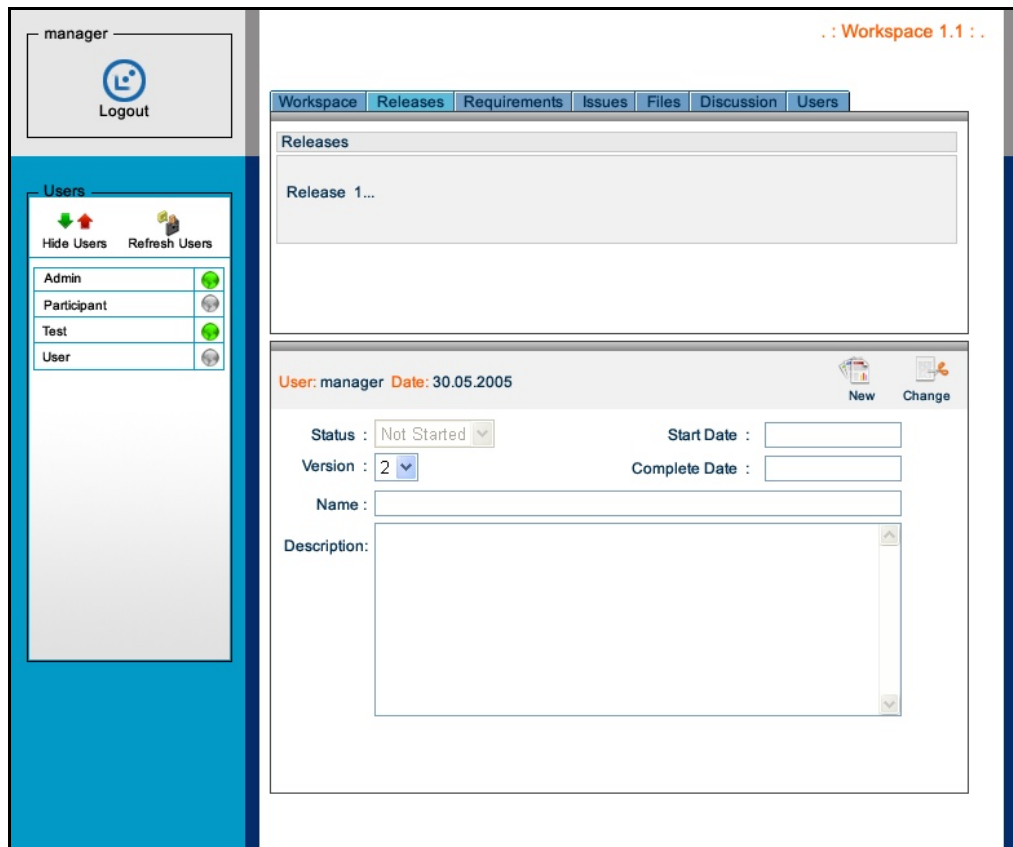 manager
Logout
. : Workspace 1.1 : .
Workspace Releases Requirements Issues Files Discussion Users
Releases
Release 1...
Users
Hide Users Refresh Users
Admin
Participant
Test
User
User: manager Date: 30.05.2005
New Change
Status : Not Started Start Date :
Version : 2 Complete Date :
Name :
Description: